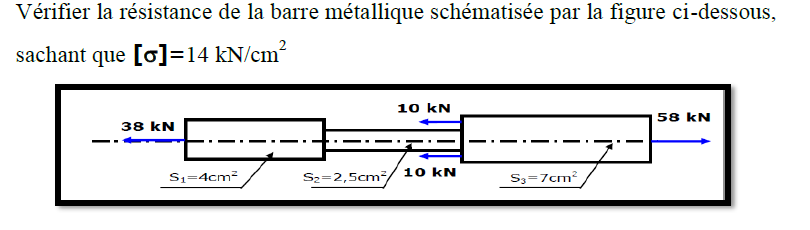 Vérifier la résistance de la barre métallique schématisée par la figure ci-dessous,
sachant que [σ]=14 kN/cm²
10 kN
58 kN
38 kN
S₁=4cm²
S₂=2,5cm²
10 kN
S₃=7cm²